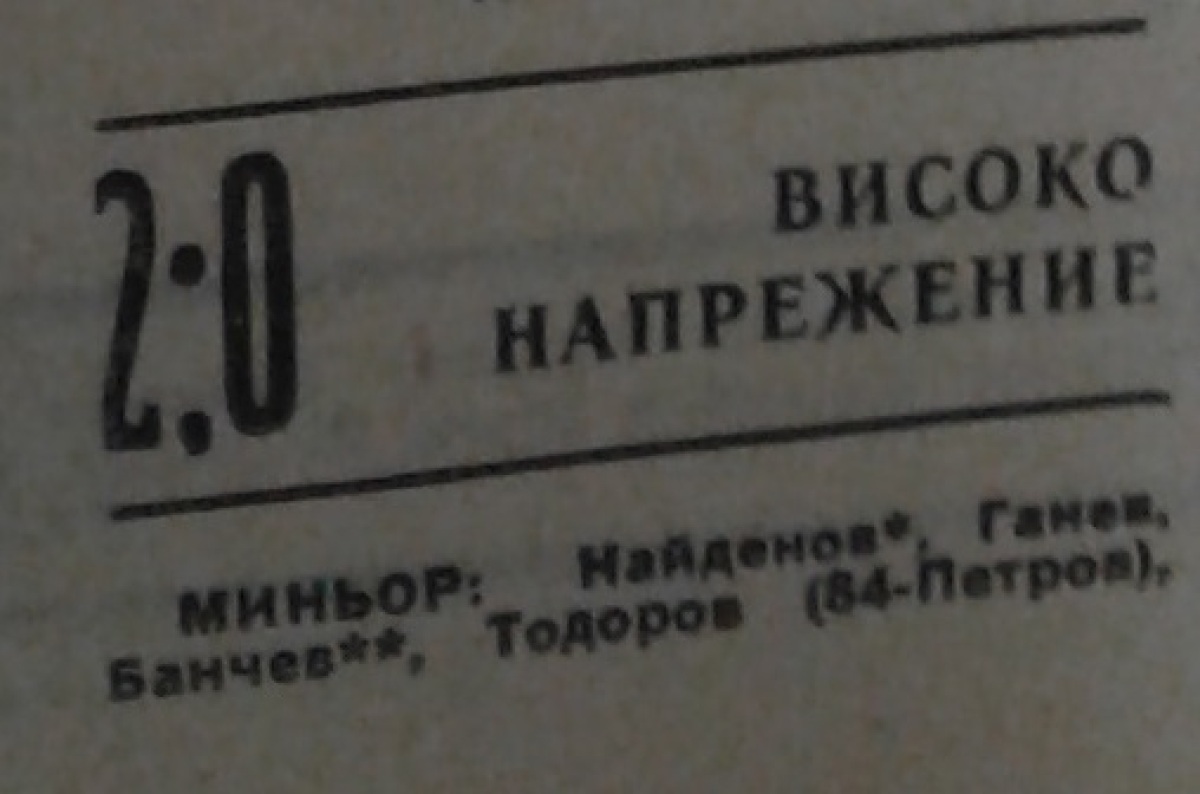 2:0
ВИСОКО
НАПРЕЖЕНИЕ
МИНЬОР: Найденов*, Ганев,
Банчев**, Тодоров (84-Петров),